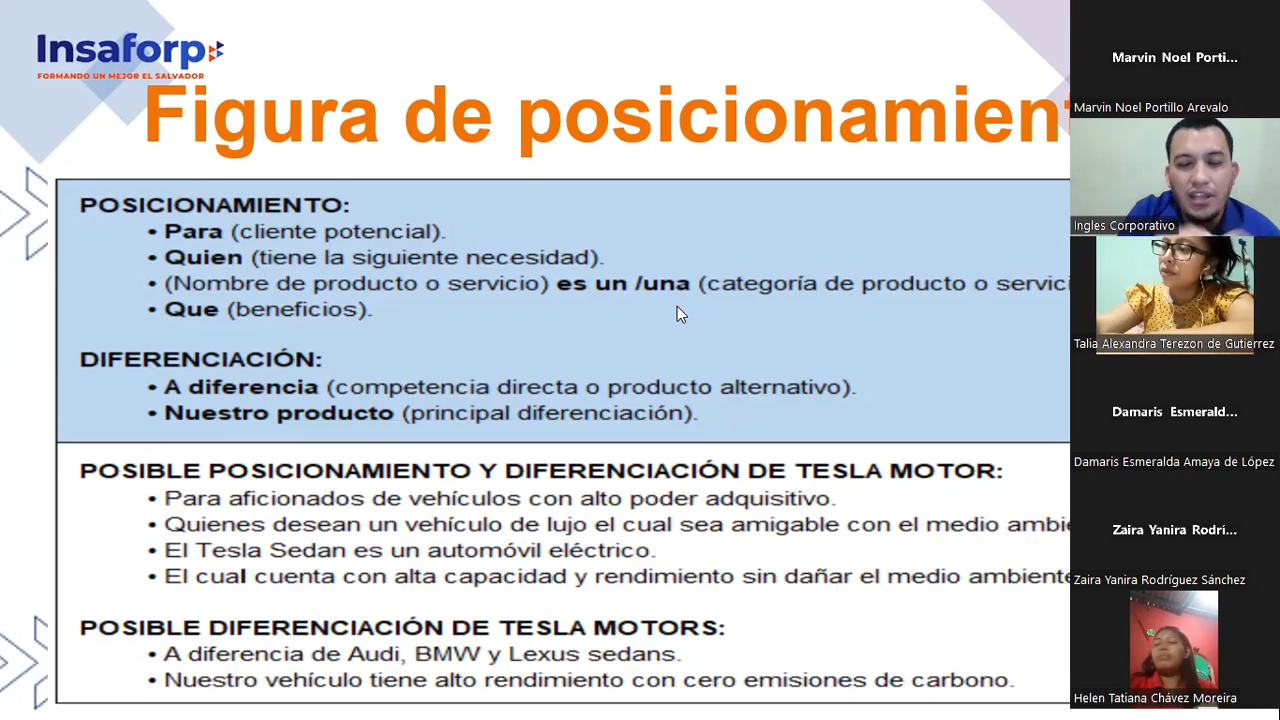 Insaforp
FORMANDO UN MEJOR EL SALVADOR
Figura de posicionamien
POSICIONAMIENTO:
• Para (cliente potencial).
• Quien (tiene la siguiente necesidad).
• (Nombre de producto o servicio) es un /una (categoría de producto o servici
• Que (beneficios).
DIFERENCIACIÓN:
• A diferencia (competencia directa o producto alternativo).
• Nuestro producto (principal diferenciación).
POSIBLE POSICIONAMIENTO Y DIFERENCIACIÓN DE TESLA MOTOR:
• Para aficionados de vehículos con alto poder adquisitivo.
• Quienes desean un vehículo de lujo el cual sea amigable con el medio ambie
• El Tesla Sedan es un automóvil eléctrico.
• El cual cuenta con alta capacidad y rendimiento sin dañar el medio ambiente
POSIBLE DIFERENCIACIÓN DE TESLA MOTORS:
• A diferencia de Audi, BMW y Lexus sedans.
• Nuestro vehículo tiene alto rendimiento con cero emisiones de carbono.
Marvin Noel Porti...
Marvin Noel Portillo Arevalo
Ingles Corporativo
Talia Alexandra Terezon de Gutierrez
Damaris Esmerald...
Damaris Esmeralda Amaya de López
Zaira Yanira Rodrí...
Zaira Yanira Rodríguez Sánchez
Helen Tatiana Chávez Moreira